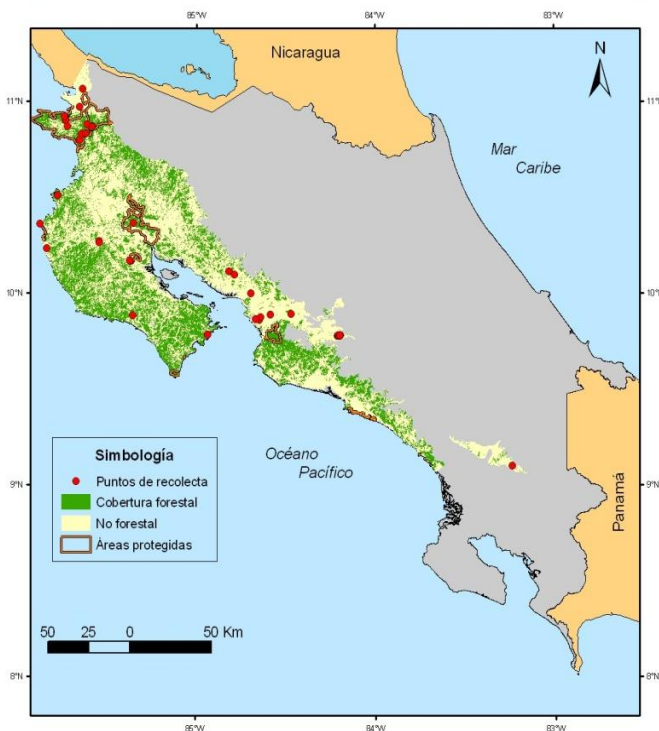 85°W
84°W
83°W
Nicaragua
N
11°N
11°N
Mar
Caribe
10°N
10°N
Simbología
Puntos de recolecta
Cobertura forestal
No forestal
Áreas protegidas
Océano
Pacífico
Panamá
9°N
9°N
50
25
0
50 Km
8°N
8°N
85°W
84°W
83°W